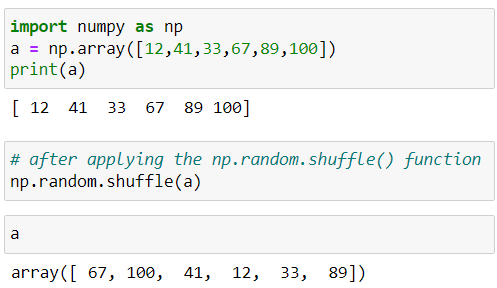 import numpy as np
a = np.array([12,41,33,67,89,100])
print(a)
[ 12  41  33  67  89 100]
# after applying the np.random.shuffle() function
np.random.shuffle(a)
a
array([ 67, 100,  41,  12,  33,  89])